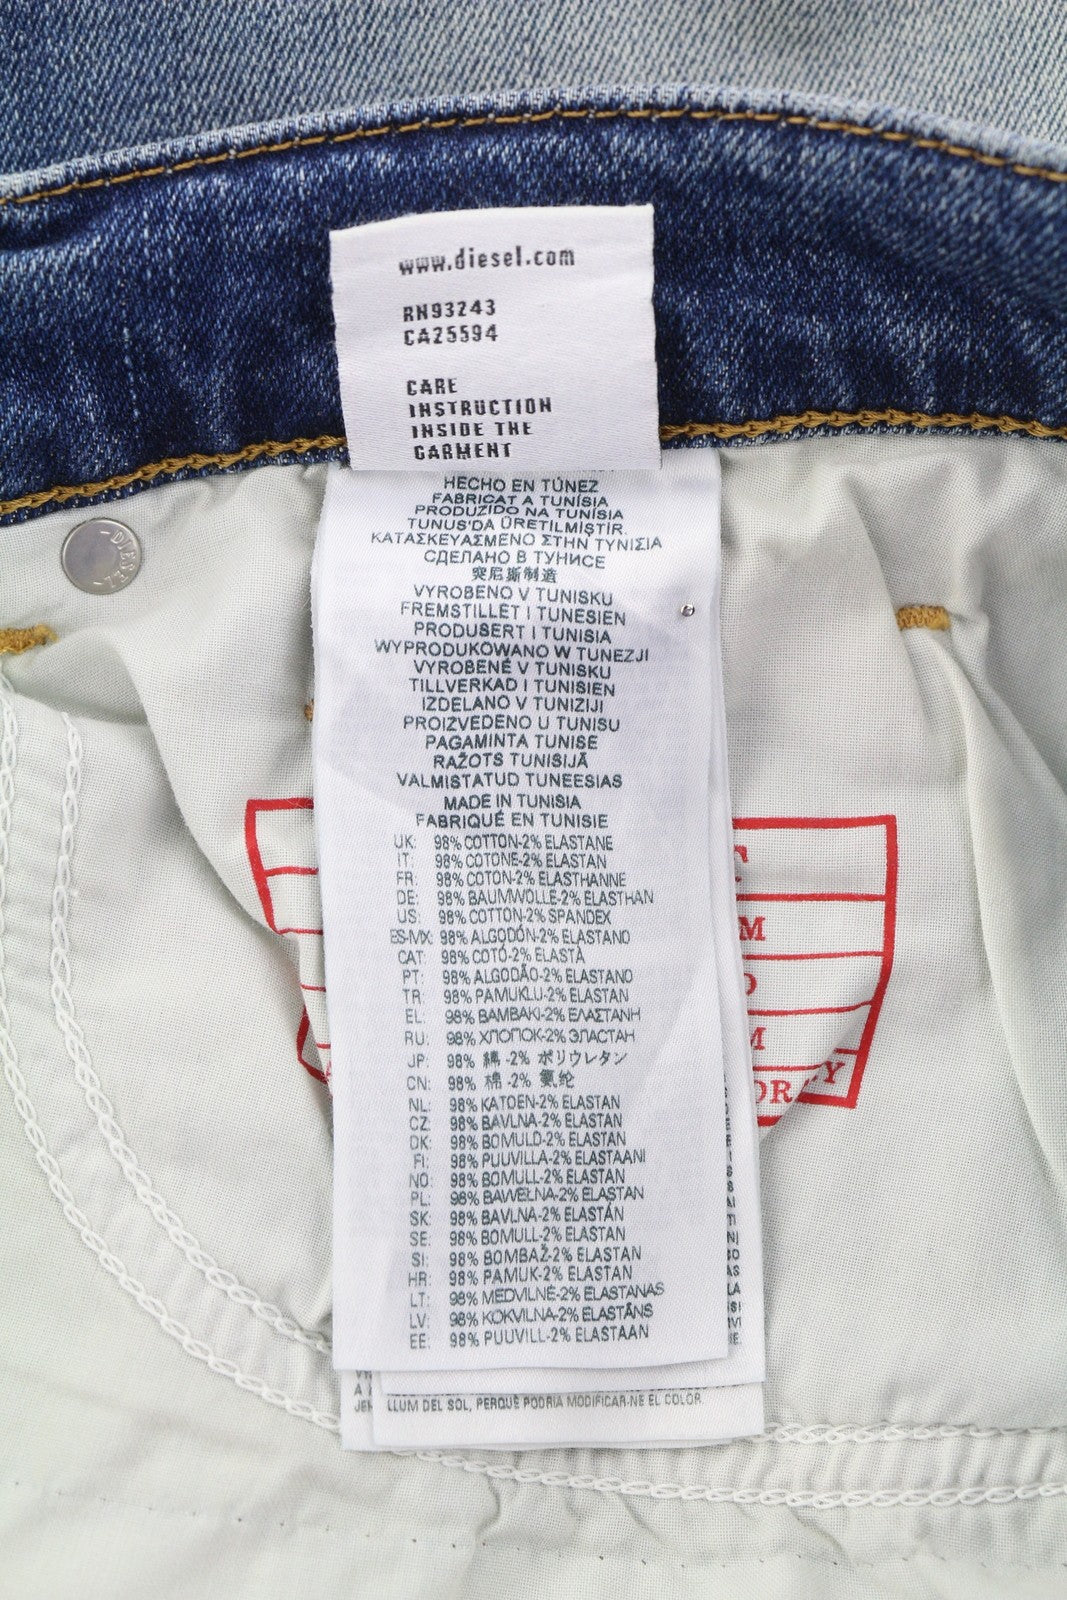 www.diesel.com
RN93243
CA25594
CARE
INSTRUCTION
INSIDE THE
GARMENT
HECHO EN TÚNEZ
FABRICAT A TUNÍSIA
PRODUZIDO NA TUNÍSIA
TUNUS'DA ÜRETİLMİŞTİR.
ΚΑΤΑΣΚΕΥΑΣΜΕΝΟ ΣΤΗΝ ΤΥΝΙΣΙΑ
СДЕЛАНО В ТУНИСЕ
突尼斯制造
VYROBENO V TUNISKU
FREMSTILLET I TUNESIEN
PRODUSERT I TUNISIA
WYPRODUKOWANO W TUNEZJI
VYROBENÉ V TUNISKU
TILLVERKAD I TUNISIEN
IZDELANO V TUNIZIJI
PROIZVEDENO U TUNISU
PAGAMINTA TUNISE
RAŽOTS TUNISIJĀ
VALMISTATUD TUNEESIAS
MADE IN TUNISIA
FABRIQUÉ EN TUNISIE
UK: 98% COTTON-2% ELASTANE
IT: 98% COTONE-2% ELASTAN
FR: 98% COTON-2% ELASTHANNE
DE: 98% BAUMWOLLE-2% ELASTHAN
US: 98% COTTON-2% SPANDEX
ES-MX: 98% ALGODÓN-2% ELASTANO
CAT: 98% COTÓ-2% ELASTÀ
PT: 98% ALGODÃO-2% ELASTANO
TR: 98% PAMUKLU-2% ELASTAN
EL: 98% ΒΑΜΒΑΚΙ-2% ΕΛΑΣΤΑΝΗ
RU: 98% ХЛОПОК-2% ЭЛАСТАН
JP: 98% 綿 -2% ポリウレタン
CN: 98% 棉 -2% 氨纶
NL: 98% KATOEN-2% ELASTAN
CZ: 98% BAVLNA-2% ELASTAN
DK: 98% BOMULD-2% ELASTAN
FI: 98% PUUVILLA-2% ELASTAANI
NO: 98% BOMULL-2% ELASTAN
PL: 98% BAWEŁNA-2% ELASTAN
SK: 98% BAVLNA-2% ELASTÁN
SE: 98% BOMULL-2% ELASTAN
SI: 98% BOMBAŽ-2% ELASTAN
HR: 98% PAMUK-2% ELASTAN
LT: 98% MEDVILNĖ-2% ELASTANAS
LV: 98% KOKVILNA-2% ELASTĀNS
EE: 98% PUUVILL-2% ELASTAAN
LLUM DEL SOL, PERQUÈ PODRIA MODIFICAR-NE EL COLOR
DIESEL